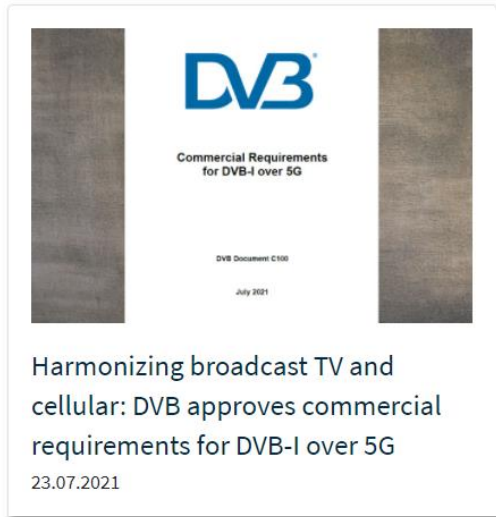 DVB
Commercial Requirements
for DVB-I over 5G
DVB Document C100
July 2021
Harmonizing broadcast TV and
cellular: DVB approves commercial
requirements for DVB-I over 5G
23.07.2021